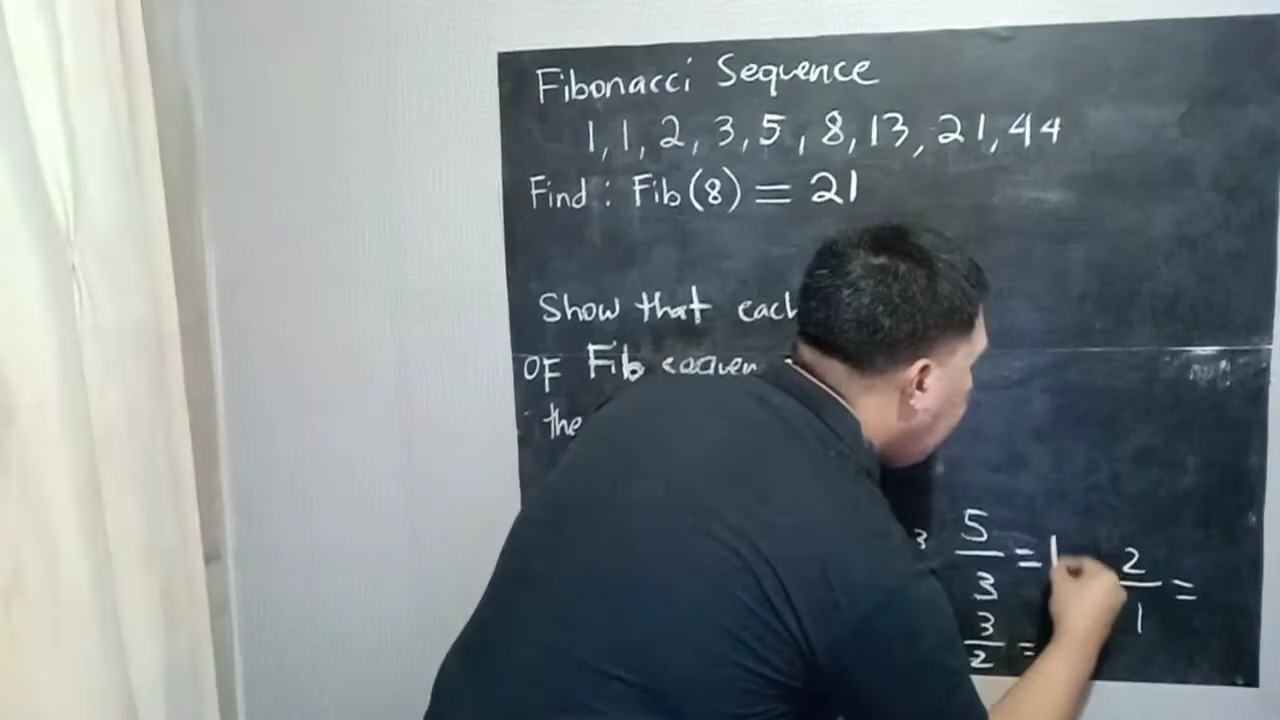 Fibonacci Sequence
1, 1, 2, 3, 5, 8, 13, 21, 44
Find : Fib(8) = 21
Show that each
OF Fib
the
3
5/3 = 1
2/1 =
3/2 =